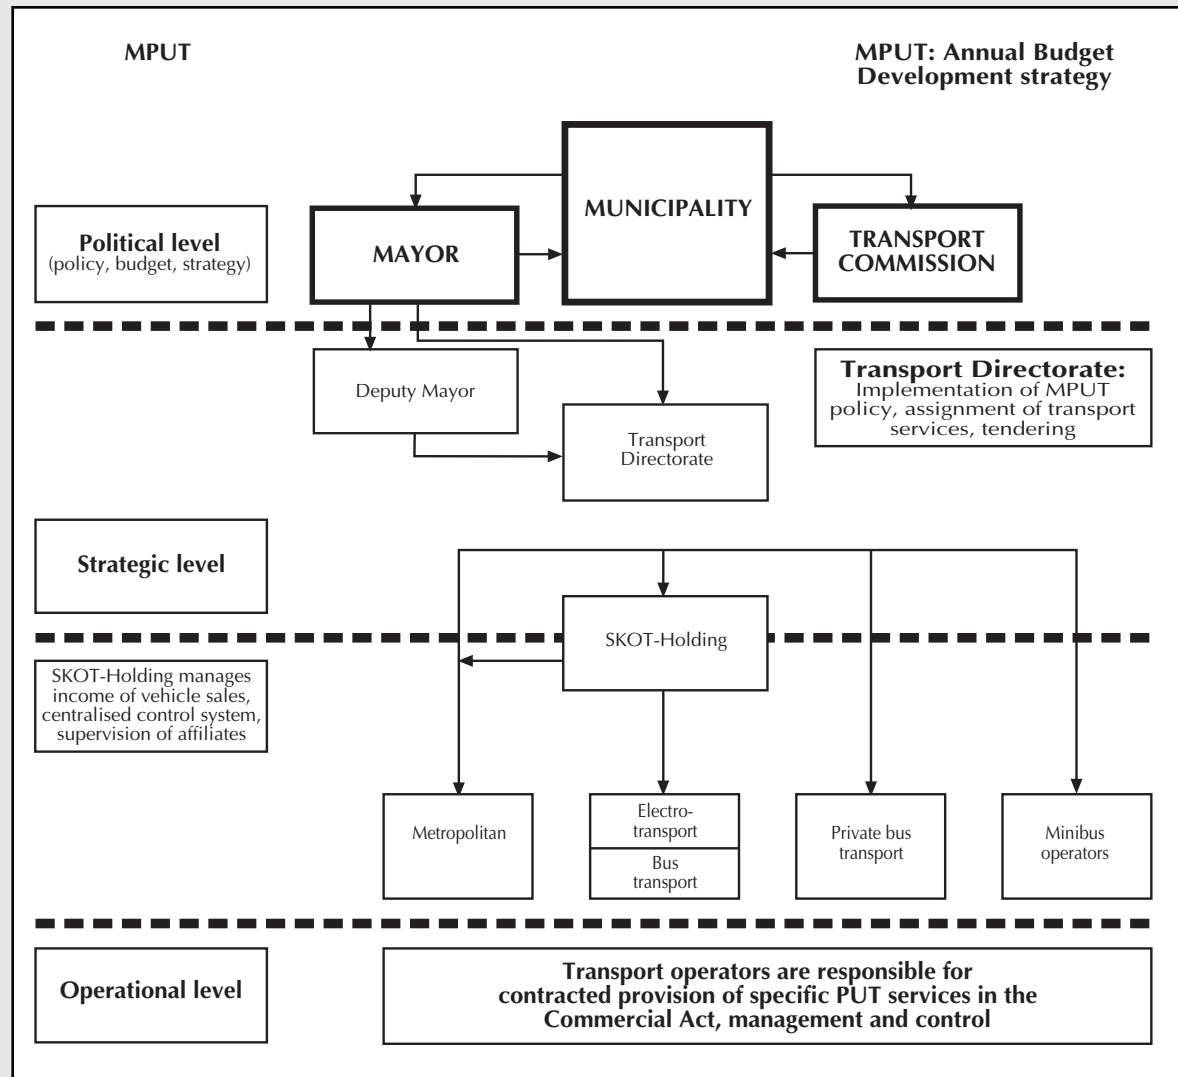 MPUT
MPUT: Annual Budget
Development strategy
MUNICIPALITY
Political level
(policy, budget, strategy)
MAYOR
TRANSPORT
COMMISSION
Deputy Mayor
Transport Directorate:
Implementation of MPUT
policy, assignment of transport
services, tendering
Transport
Directorate
Strategic level
SKOT-Holding
SKOT-Holding manages
income of vehicle sales,
centralised control system,
supervision of affiliates
Metropolitan
Electro-
transport
Bus
transport
Private bus
transport
Minibus
operators
Operational level
Transport operators are responsible for
contracted provision of specific PUT services in the
Commercial Act, management and control